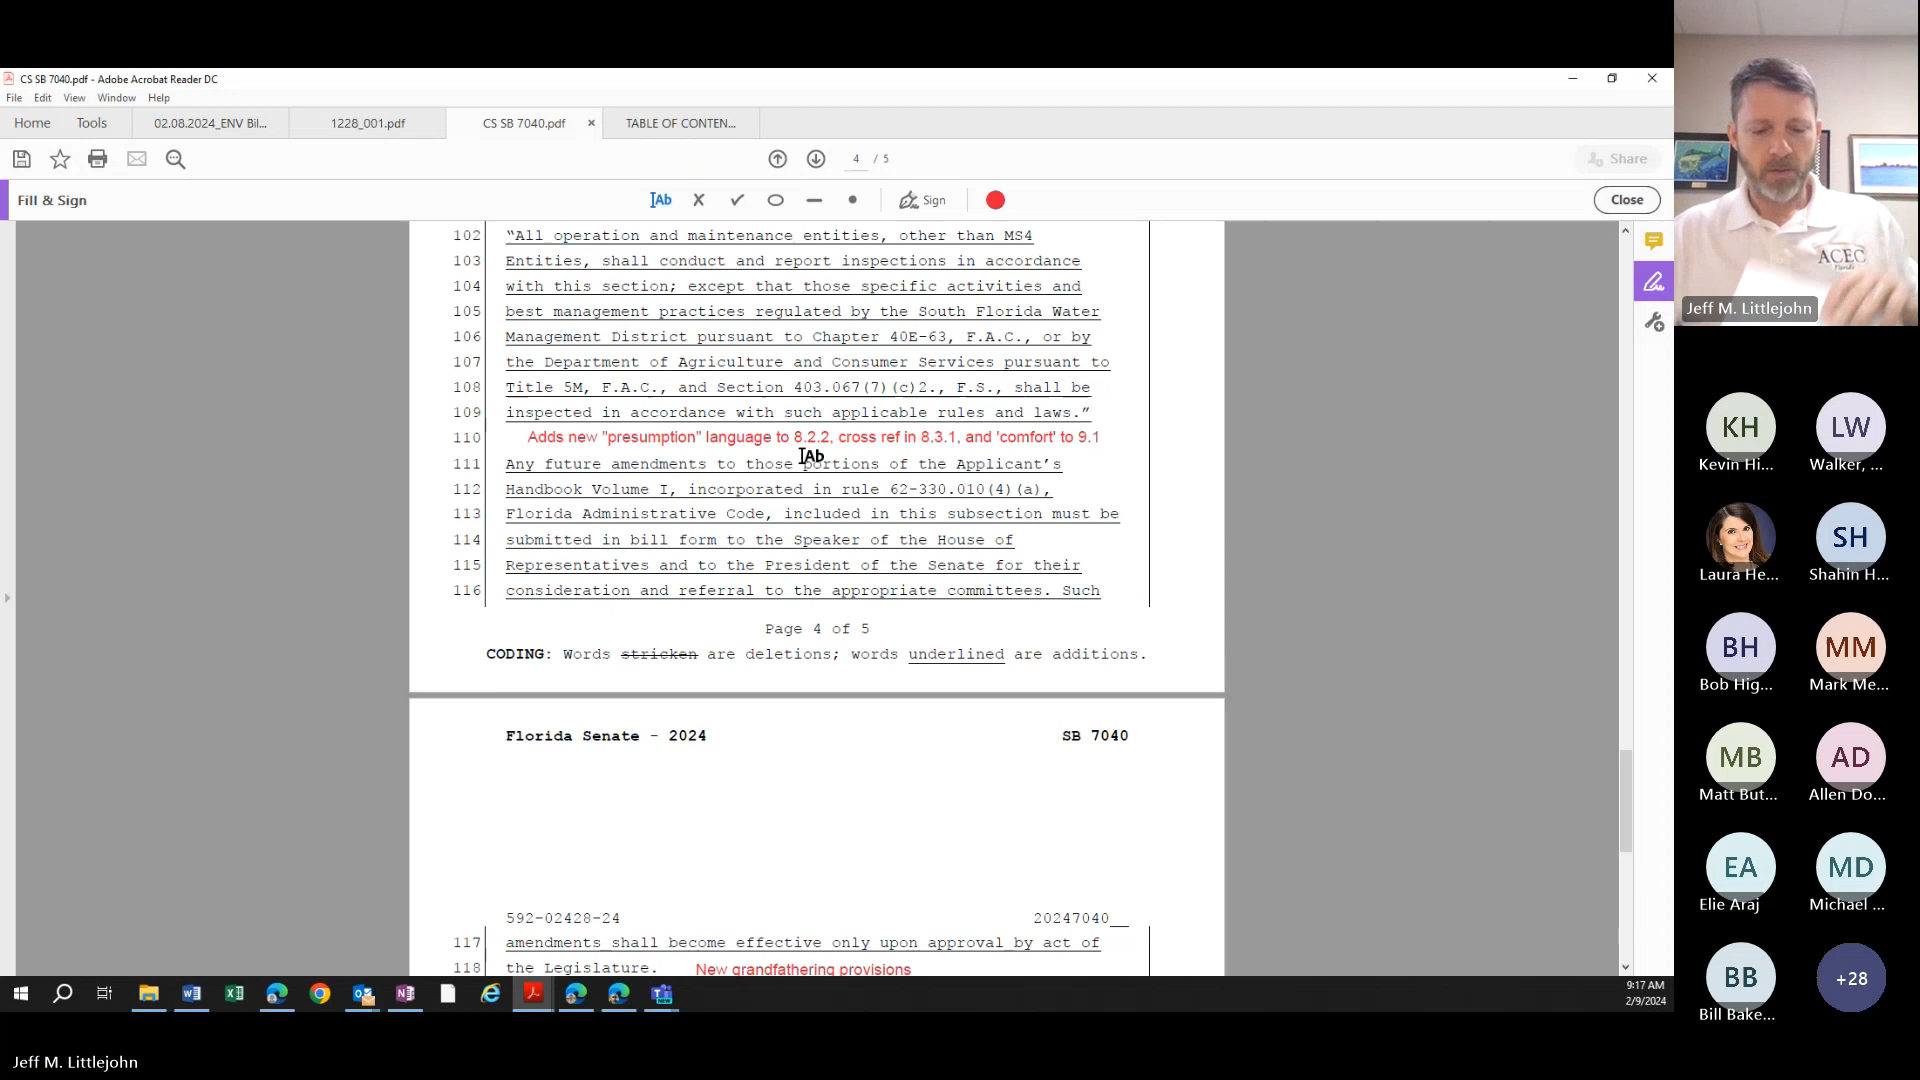 CS SB 7040.pdf - Adobe Acrobat Reader DC
File Edit View Window Help
Home Tools 02.08.2024_ENV Bil... 1228_001.pdf CS SB 7040.pdf × TABLE OF CONTEN...
4 / 5
Share
Fill & Sign
Ab
Sign
Close
102 “All operation and maintenance entities, other than MS4
103 Entities, shall conduct and report inspections in accordance
104 with this section; except that those specific activities and
105 best management practices regulated by the South Florida Water
106 Management District pursuant to Chapter 40E-63, F.A.C., or by
107 the Department of Agriculture and Consumer Services pursuant to
108 Title 5M, F.A.C., and Section 403.067(7)(c)2., F.S., shall be
109 inspected in accordance with such applicable rules and laws.”
110 Adds new "presumption" language to 8.2.2, cross ref in 8.3.1, and 'comfort' to 9.1
Ab
111 Any future amendments to those portions of the Applicant’s
112 Handbook Volume I, incorporated in rule 62-330.010(4)(a),
113 Florida Administrative Code, included in this subsection must be
114 submitted in bill form to the Speaker of the House of
115 Representatives and to the President of the Senate for their
116 consideration and referral to the appropriate committees. Such
Page 4 of 5
CODING: Words stricken are deletions; words underlined are additions.
Florida Senate - 2024 SB 7040
592-02428-24 20247040__
117 amendments shall become effective only upon approval by act of
118 the Legislature. New grandfathering provisions
9:17 AM
2/9/2024
ACEC
Jeff M. Littlejohn
KH LW
Kevin Hi... Walker, ...
SH
Laura He... Shahin H...
BH MM
Bob Hig... Mark Me...
MB AD
Matt But... Allen Do...
EA MD
Elie Araj Michael ...
BB +28
Bill Bake...
Jeff M. Littlejohn